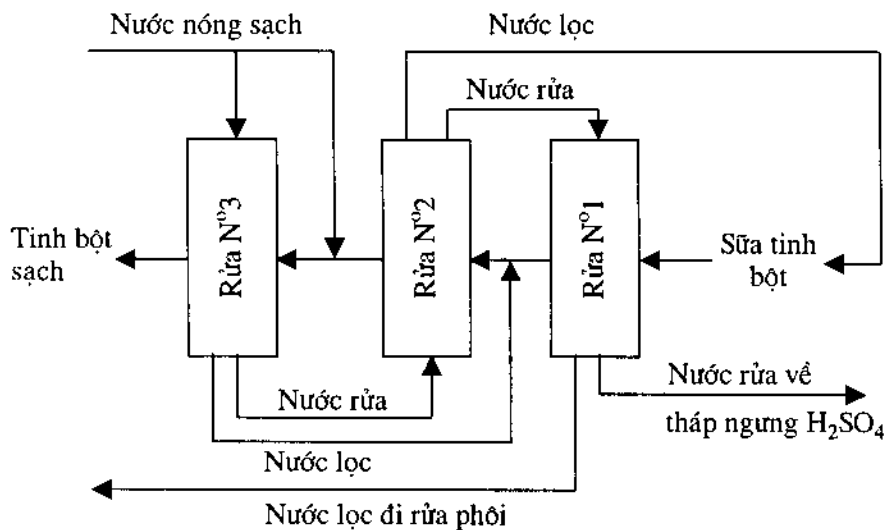 Nước nóng sạch
Nước lọc
Nước rửa
Rửa N°3
Rửa N°2
Rửa N°1
Tinh bột
sạch
Sữa tinh
bột
Nước rửa
Nước rửa về
tháp ngưng H₂SO₄
Nước lọc
Nước lọc đi rửa phôi